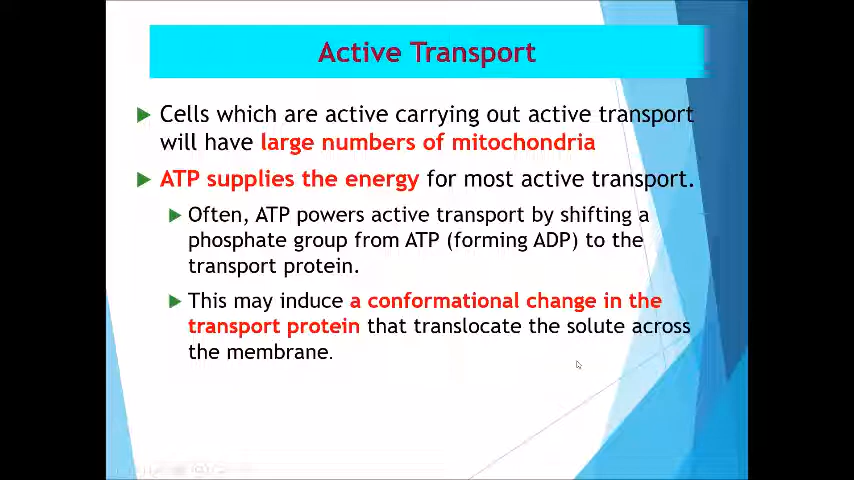 Active Transport
Cells which are active carrying out active transport
will have large numbers of mitochondria
ATP supplies the energy for most active transport.
Often, ATP powers active transport by shifting a
phosphate group from ATP (forming ADP) to the
transport protein.
This may induce a conformational change in the
transport protein that translocate the solute across
the membrane.